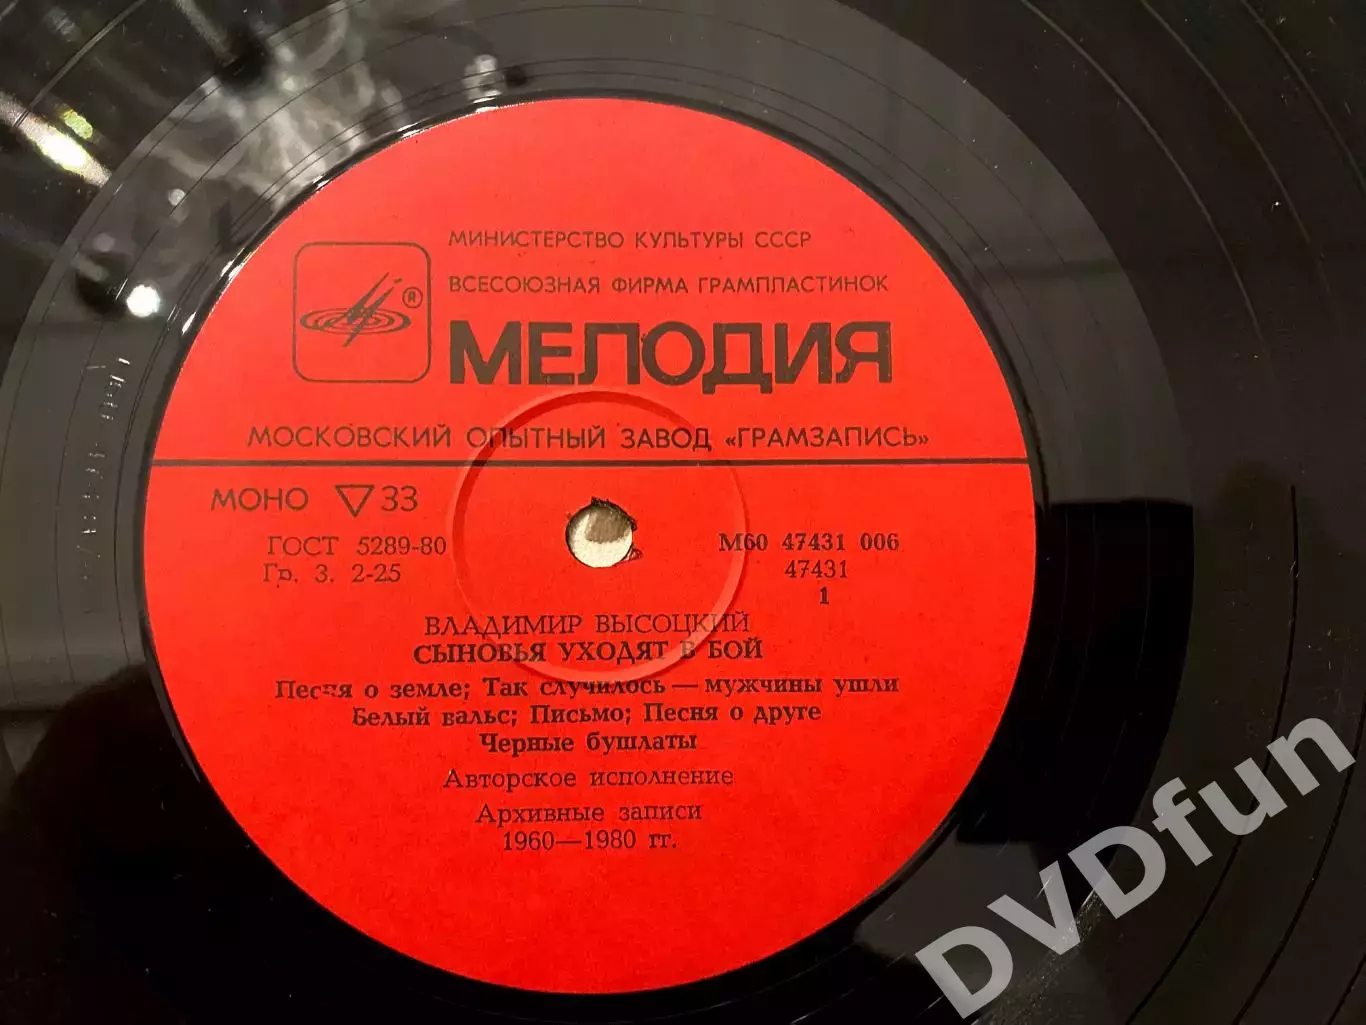 МИНИСТЕРСТВО КУЛЬТУРЫ СССР
ВСЕСОЮЗНАЯ ФИРМА ГРАМПЛАСТИНОК
®
МЕЛОДИЯ
МОСКОВСКИЙ ОПЫТНЫЙ ЗАВОД «ГРАМЗАПИСЬ»
МОНО ▽ 33
ГОСТ 5289-80
Гр. 3. 2-25
М60 47431 006
47431
1
ВЛАДИМИР ВЫСОЦКИЙ
СЫНОВЬЯ УХОДЯТ В БОЙ
Песня о земле; Так случилось — мужчины ушли
Белый вальс; Письмо; Песня о друге
Черные бушлаты
Авторское исполнение
Архивные записи
1960—1980 гг.
DVDfun